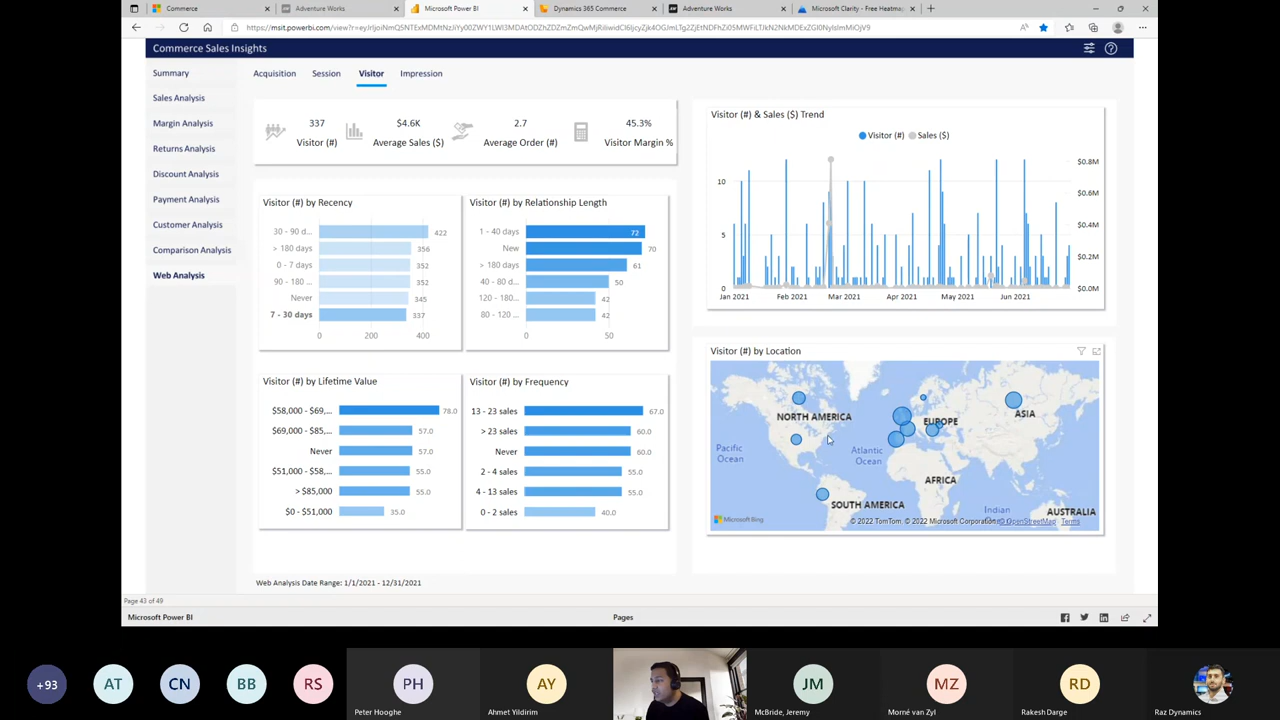 Commerce
Adventure Works
Microsoft Power BI
Dynamics 365 Commerce
Adventure Works
Microsoft Clarity - Free Heatmap
Commerce Sales Insights
Summary
Sales Analysis
Margin Analysis
Returns Analysis
Discount Analysis
Payment Analysis
Customer Analysis
Comparison Analysis
Web Analysis
Acquisition
Session
Visitor
Impression
337
Visitor (#)
$4.6K
Average Sales ($)
2.7
Average Order (#)
45.3%
Visitor Margin %
Visitor (#) by Recency
30 - 90 d... 422
> 180 days 356
0 - 7 days 352
90 - 180 ... 352
Never 345
7 - 30 days 337
0 200 400
Visitor (#) by Relationship Length
1 - 40 days 72
New 70
> 180 days 61
40 - 80 d... 50
120 - 180... 42
80 - 120 ... 42
0 50
Visitor (#) by Lifetime Value
$58,000 - $69,... 78.0
$69,000 - $85,... 57.0
Never 57.0
$51,000 - $58,... 55.0
> $85,000 55.0
$0 - $51,000 35.0
Visitor (#) by Frequency
13 - 23 sales 67.0
> 23 sales 60.0
Never 60.0
2 - 4 sales 55.0
4 - 13 sales 55.0
0 - 2 sales 40.0
Visitor (#) & Sales ($) Trend
Visitor (#) Sales ($)
10
5
0
$0.8M
$0.6M
$0.4M
$0.2M
$0.0M
Jan 2021 Feb 2021 Mar 2021 Apr 2021 May 2021 Jun 2021
Visitor (#) by Location
NORTH AMERICA
EUROPE
ASIA
Pacific
Ocean
Atlantic
Ocean
AFRICA
SOUTH AMERICA
Indian
AUSTRALIA
Microsoft Bing
© 2022 TomTom, © 2022 Microsoft Corporation, © OpenStreetMap Terms
Web Analysis Date Range: 1/1/2021 - 12/31/2021
Page 43 of 49
Microsoft Power BI
Pages
+93
AT
CN
BB
RS
PH
Peter Hooghe
AY
Ahmet Yildirim
JM
McBride, Jeremy
MZ
Morné van Zyl
RD
Rakesh Darge
Raz Dynamics